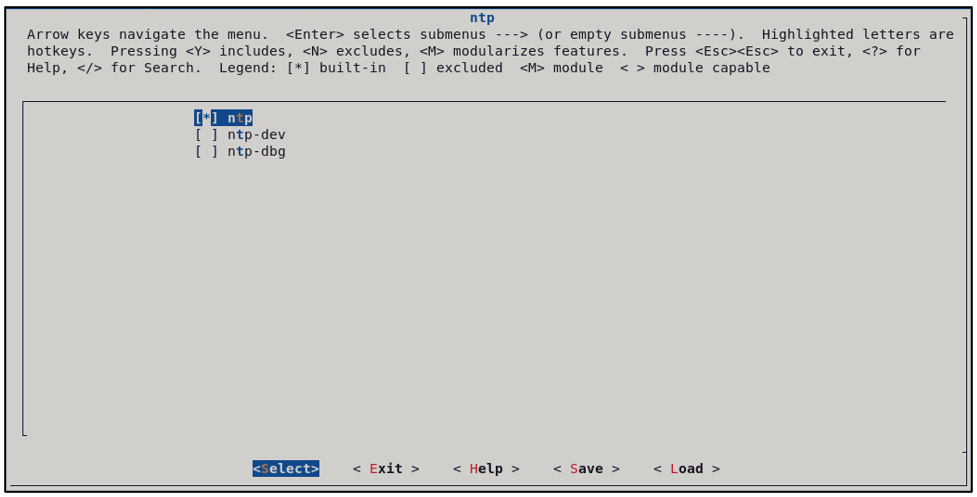 ntp
Arrow keys navigate the menu.  <Enter> selects submenus ---> (or empty submenus ----).  Highlighted letters are
hotkeys.  Pressing <Y> includes, <N> excludes, <M> modularizes features.  Press <Esc><Esc> to exit, <?> for
Help, </> for Search.  Legend: [*] built-in  [ ] excluded  <M> module  < > module capable
[*] ntp
[ ] ntp-dev
[ ] ntp-dbg
<Select>    < Exit >    < Help >    < Save >    < Load >